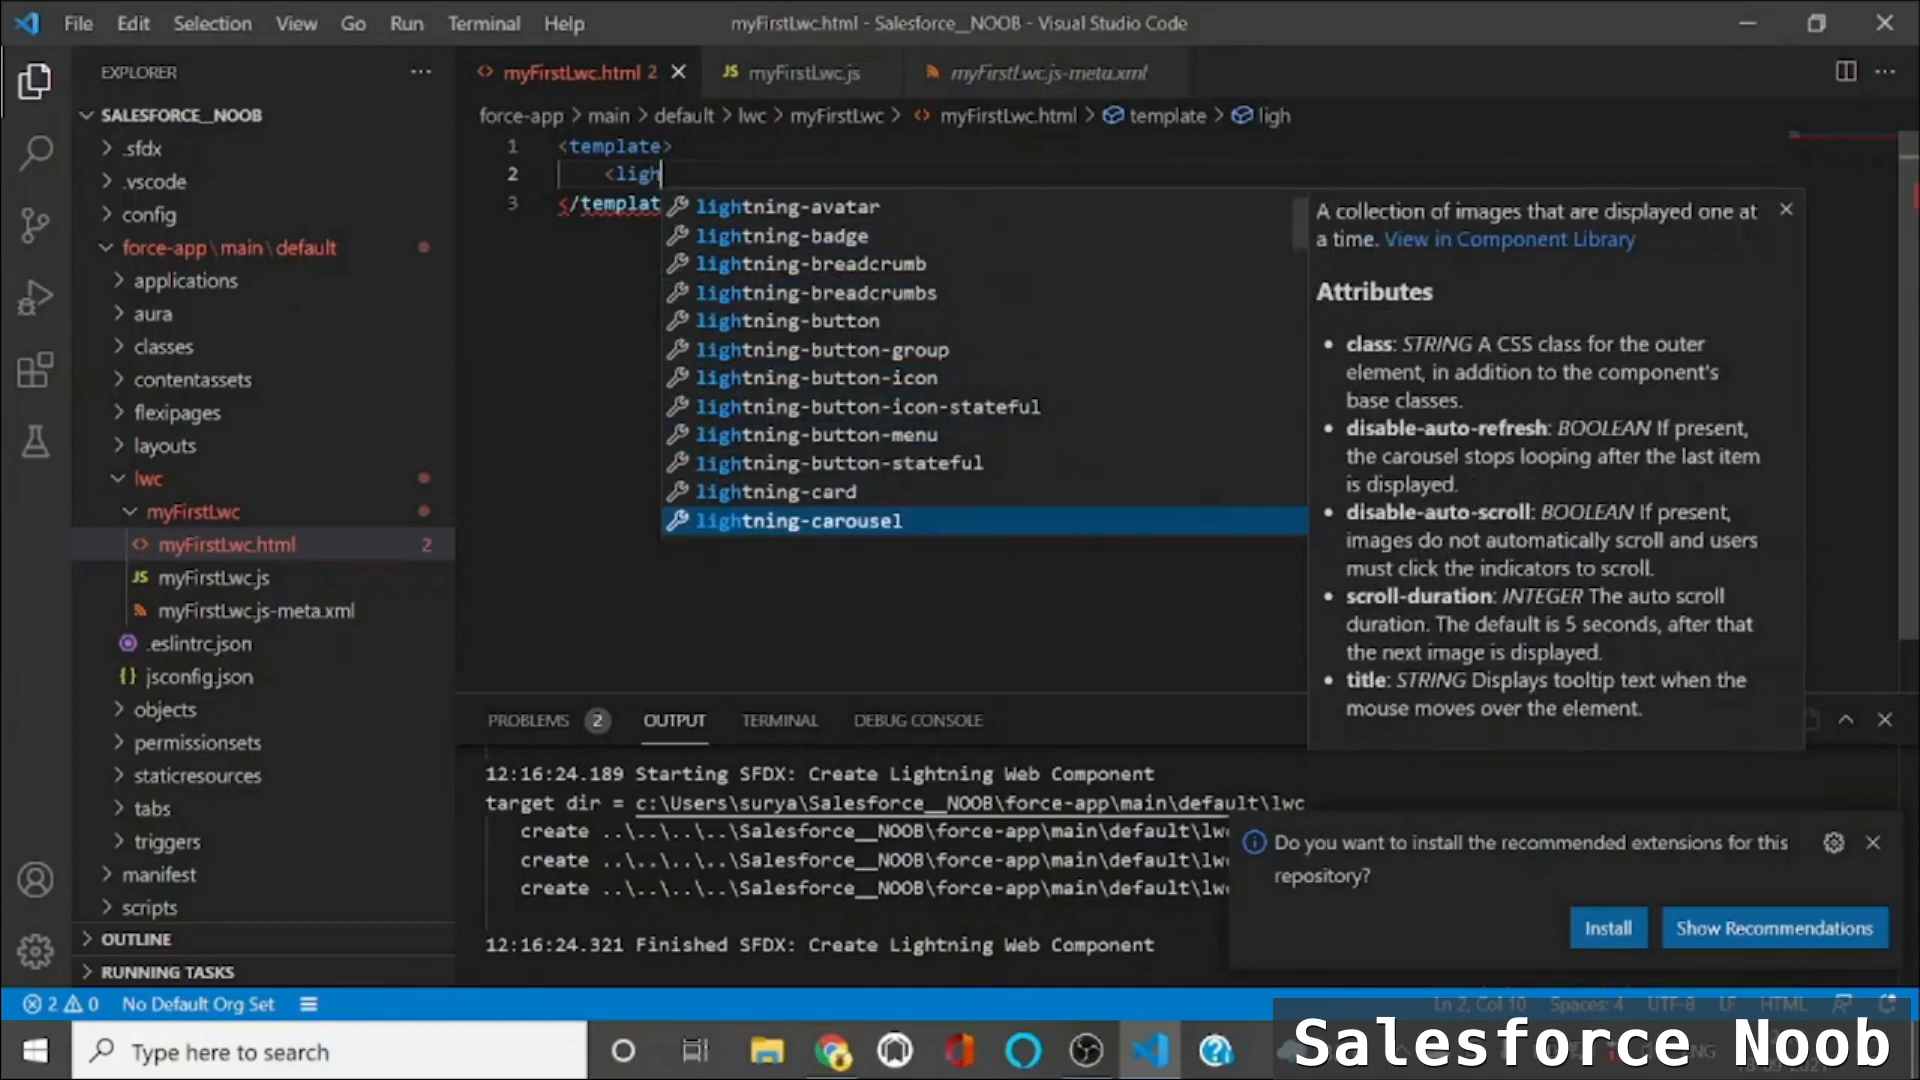 File Edit Selection View Go Run Terminal Help
myFirstLwc.html - Salesforce__NOOB - Visual Studio Code
EXPLORER
SALESFORCE__NOOB
.sfdx
.vscode
config
force-app\main\default
applications
aura
classes
contentassets
flexipages
layouts
lwc
myFirstLwc
myFirstLwc.html 2
myFirstLwc.js
myFirstLwc.js-meta.xml
.eslintrc.json
jsconfig.json
objects
permissionsets
staticresources
tabs
triggers
manifest
scripts
OUTLINE
RUNNING TASKS
myFirstLwc.html 2
JS myFirstLwc.js
myFirstLwc.js-meta.xml
force-app > main > default > lwc > myFirstLwc > myFirstLwc.html > template > ligh
1 <template>
2 <ligh
3 </templat
lightning-avatar
lightning-badge
lightning-breadcrumb
lightning-breadcrumbs
lightning-button
lightning-button-group
lightning-button-icon
lightning-button-icon-stateful
lightning-button-menu
lightning-button-stateful
lightning-card
lightning-carousel
A collection of images that are displayed one at
a time. View in Component Library
Attributes
• class: STRING A CSS class for the outer
element, in addition to the component's
base classes.
• disable-auto-refresh: BOOLEAN If present,
the carousel stops looping after the last item
is displayed.
• disable-auto-scroll: BOOLEAN If present,
images do not automatically scroll and users
must click the indicators to scroll.
• scroll-duration: INTEGER The auto scroll
duration. The default is 5 seconds, after that
the next image is displayed.
• title: STRING Displays tooltip text when the
mouse moves over the element.
PROBLEMS 2 OUTPUT TERMINAL DEBUG CONSOLE
12:16:24.189 Starting SFDX: Create Lightning Web Component
target dir = c:\Users\surya\Salesforce__NOOB\force-app\main\default\lwc
create ..\..\..\..\Salesforce__NOOB\force-app\main\default\lw
create ..\..\..\..\Salesforce__NOOB\force-app\main\default\lw
create ..\..\..\..\Salesforce__NOOB\force-app\main\default\lw
12:16:24.321 Finished SFDX: Create Lightning Web Component
Do you want to install the recommended extensions for this
repository?
Install Show Recommendations
2 0 No Default Org Set
Ln 2, Col 10 Spaces: 4 UTF-8 LF HTML
Type here to search
Salesforce Noob